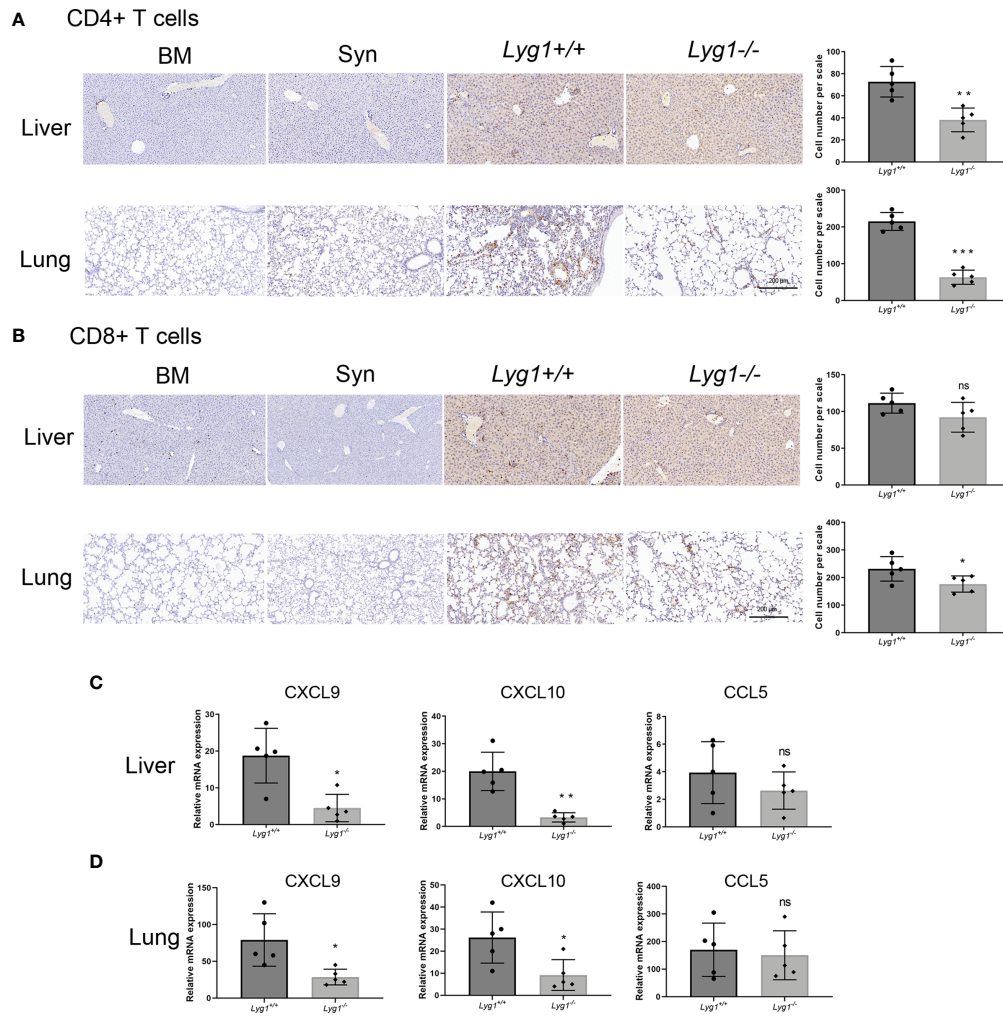 A CD4+ T cells
BM Syn Lyg1+/+ Lyg1-/-
Liver
Cell number per scale
100
80
60
40
20
0
**
Lyg1+/+ Lyg1-/-
Lung
200 μm
Cell number per scale
300
200
100
0
***
Lyg1+/+ Lyg1-/-
B CD8+ T cells
BM Syn Lyg1+/+ Lyg1-/-
Liver
Cell number per scale
150
100
50
0
ns
Lyg1+/+ Lyg1-/-
Lung
200 μm
Cell number per scale
400
300
200
100
0
*
Lyg1+/+ Lyg1-/-
C
Liver
CXCL9
Relative mRNA expression
30
20
10
0
*
Lyg1+/+ Lyg1-/-
CXCL10
Relative mRNA expression
40
30
20
10
0
**
Lyg1+/+ Lyg1-/-
CCL5
Relative mRNA expression
8
6
4
2
0
ns
Lyg1+/+ Lyg1-/-
D
Lung
CXCL9
Relative mRNA expression
150
100
50
0
*
Lyg1+/+ Lyg1-/-
CXCL10
Relative mRNA expression
50
40
30
20
10
0
*
Lyg1+/+ Lyg1-/-
CCL5
Relative mRNA expression
400
300
200
100
0
ns
Lyg1+/+ Lyg1-/-